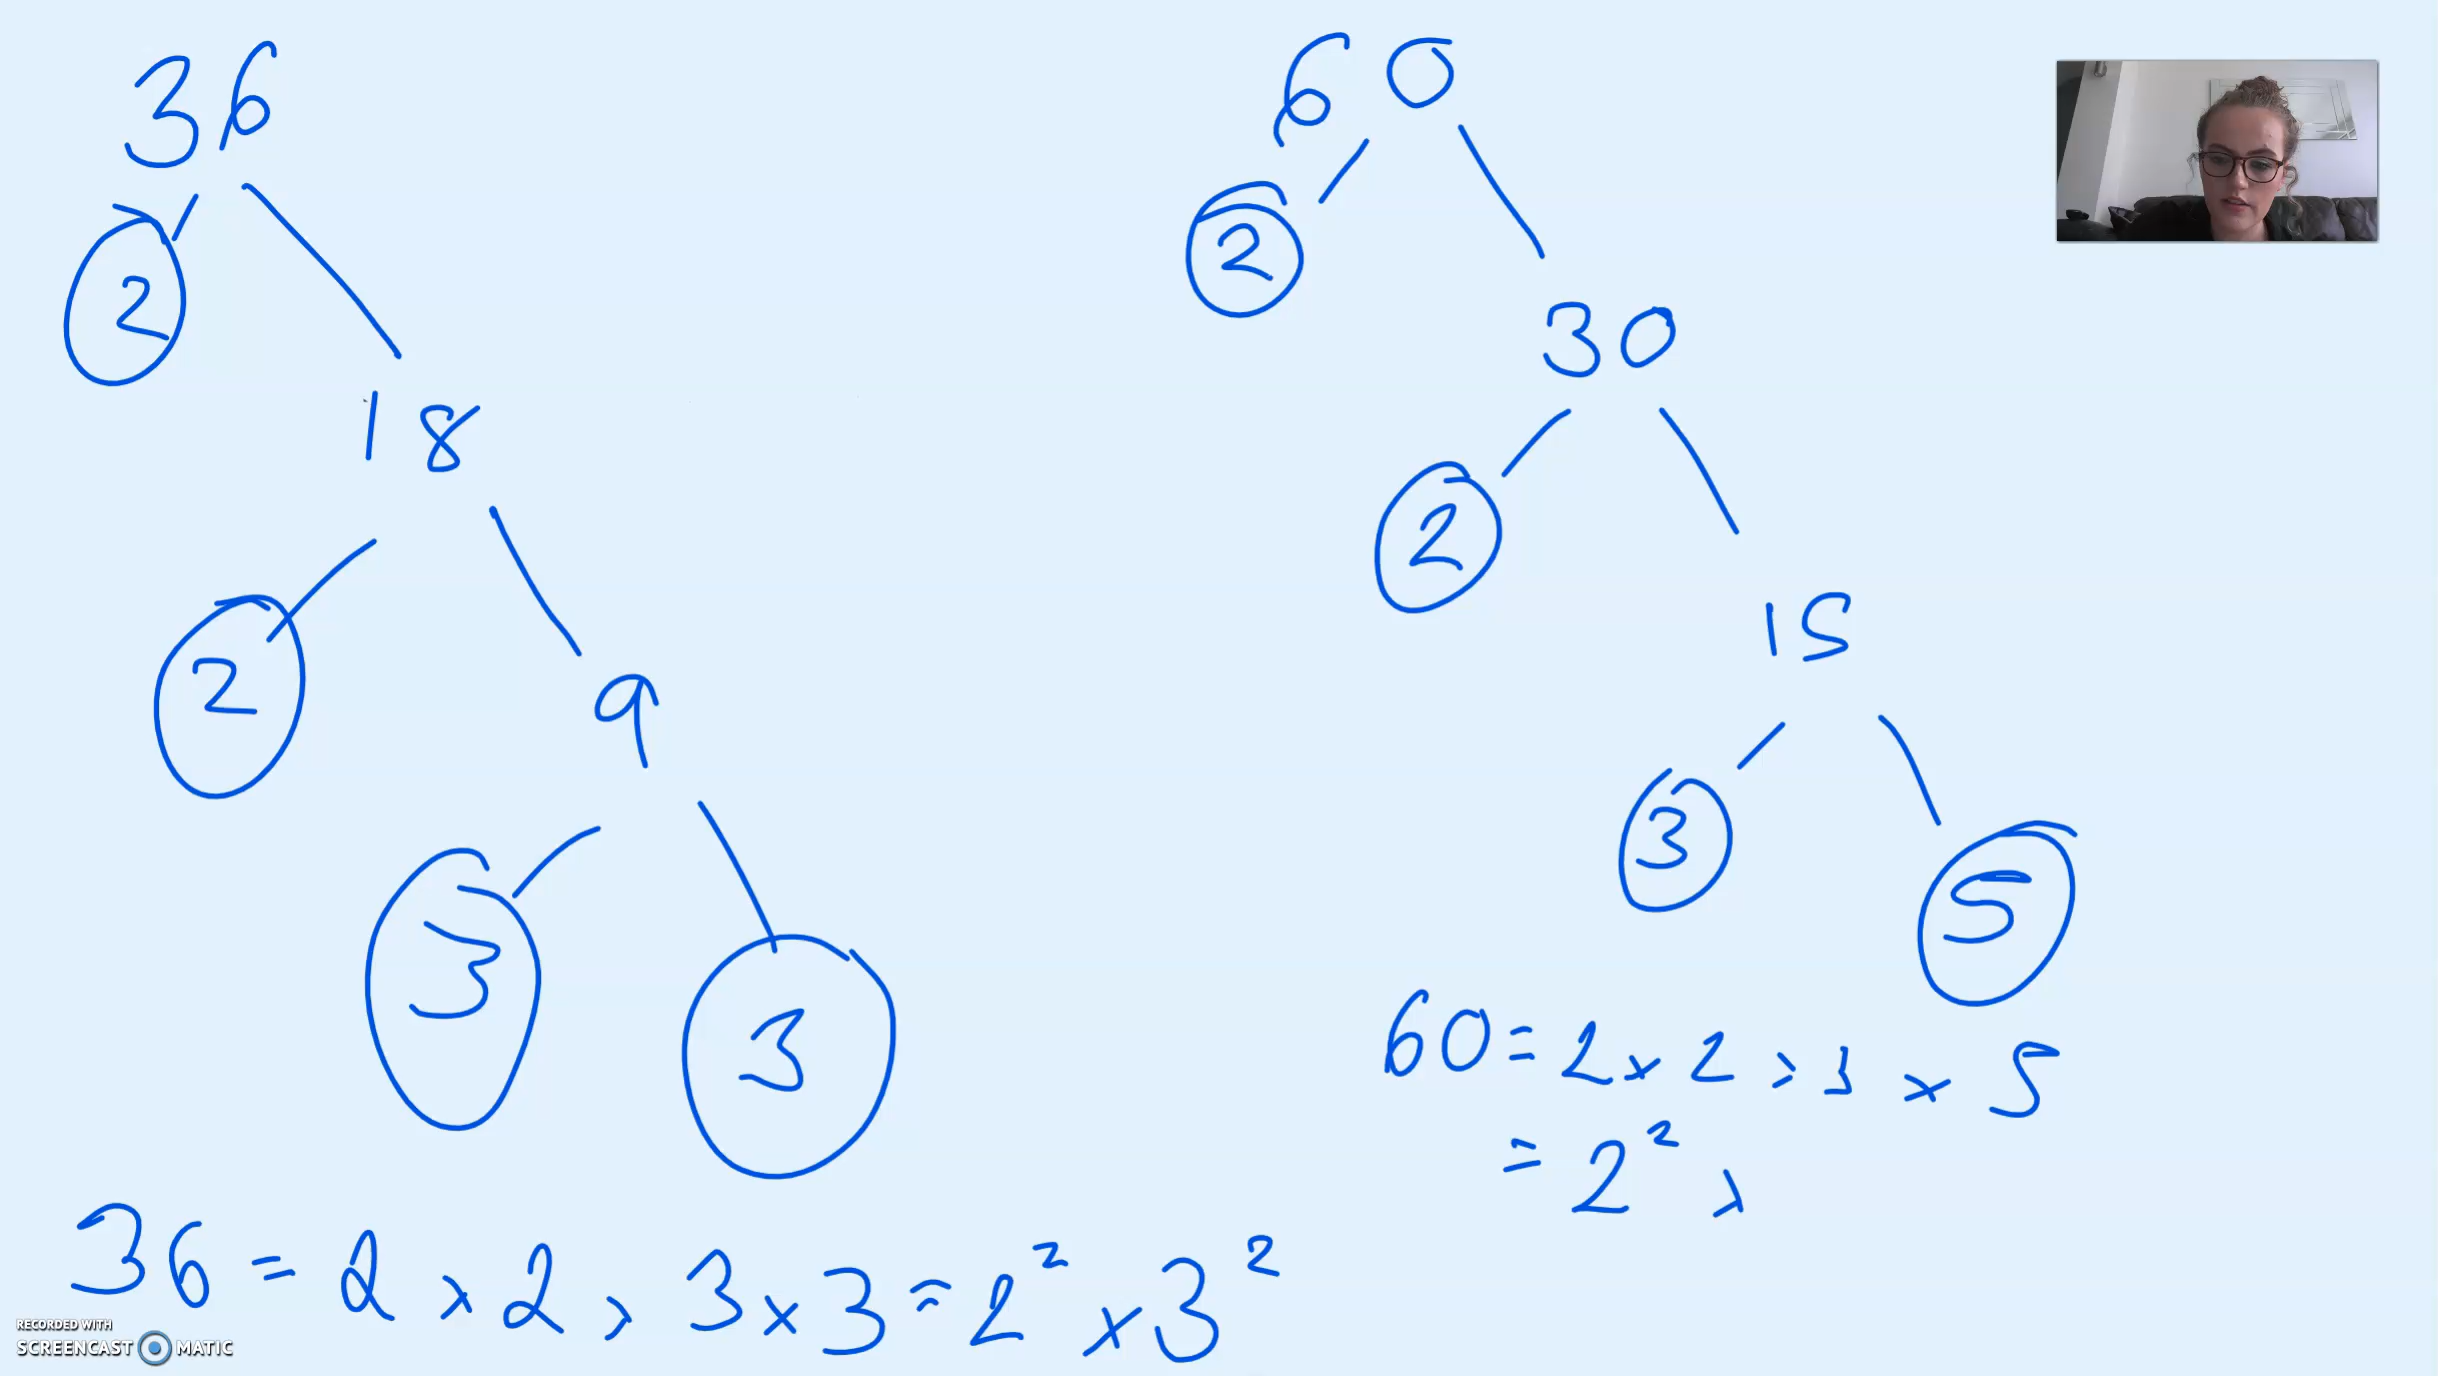 36
2
18
2
9
3
3
36 = 2 x 2 x 3 x 3 = 2² x 3²
60
2
30
2
15
3
5
60 = 2 x 2 x 3 x 5
= 2² x
RECORDED WITH
SCREENCAST MATIC